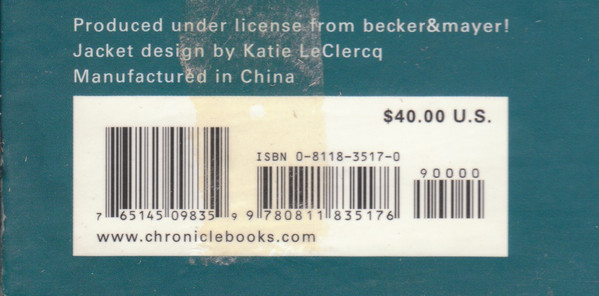 Produced under license from becker&mayer!
Jacket design by Katie LeClercq
Manufactured in China
$40.00 U.S.
ISBN 0-8118-3517-0
90000
7 65145 09835 9
9 780811 835176
www.chroniclebooks.com